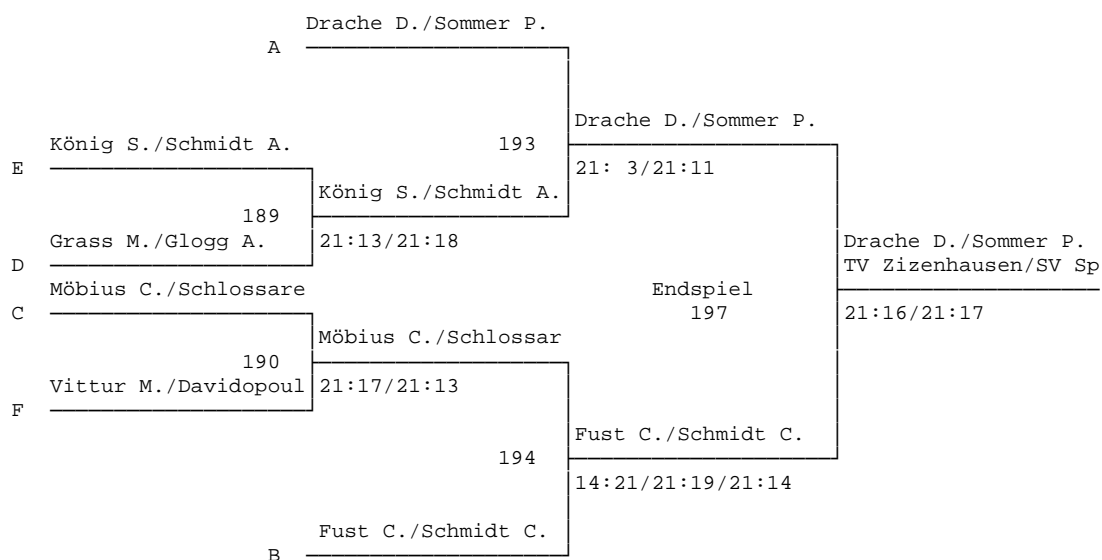 Drache D./Sommer P.
A
Drache D./Sommer P.
König S./Schmidt A. 193
E 21: 3/21:11
König S./Schmidt A.
189
Grass M./Glogg A. 21:13/21:18 Drache D./Sommer P.
D TV Zizenhausen/SV Sp
Möbius C./Schlossare Endspiel
C 197 21:16/21:17
Möbius C./Schlossar
190
Vittur M./Davidopoul 21:17/21:13
F
Fust C./Schmidt C.
194
14:21/21:19/21:14
Fust C./Schmidt C.
B